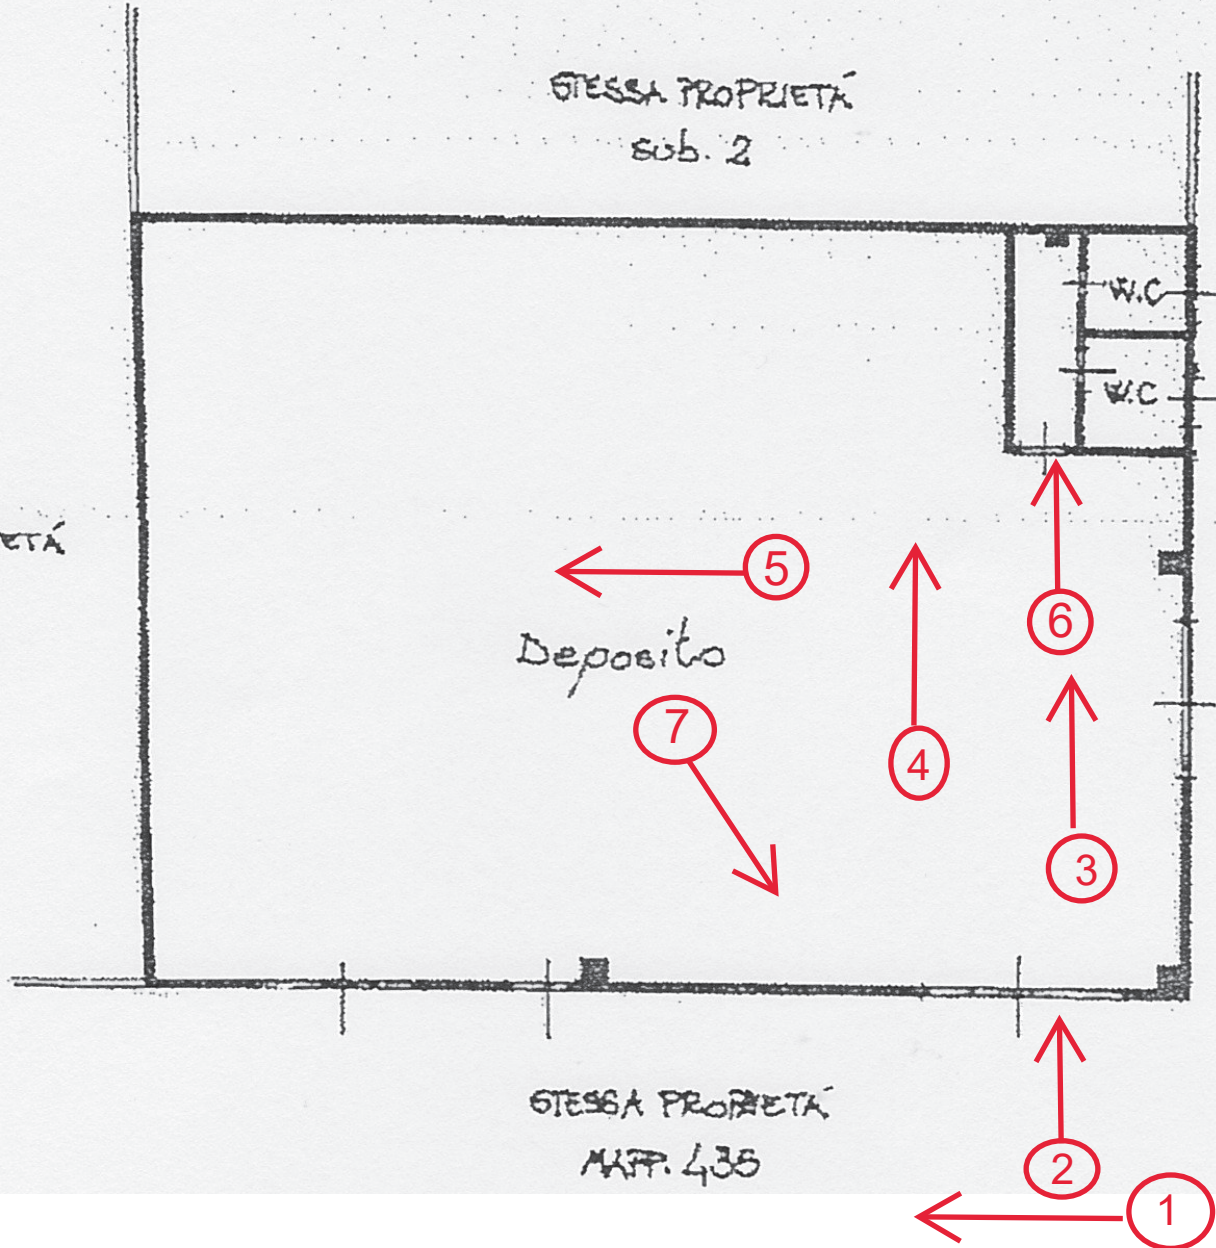 STESSA PROPRIETÁ
sub. 2
W.C
W.C
ETÁ
5
Deposito
6
7
4
3
STESSA PROPRIETÁ
MAPP. 435
2
1